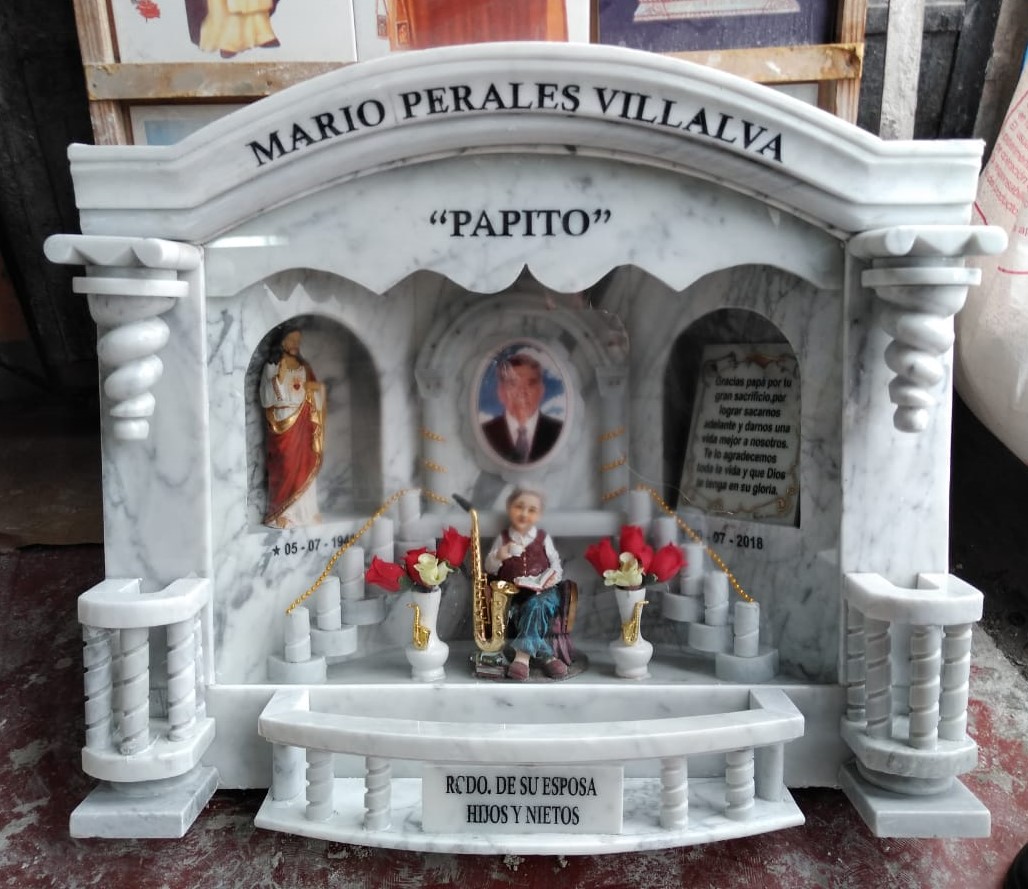 MARIO PERALES VILLALVA
“PAPITO”
Gracias papá por tu
gran sacrificio, por
lograr sacarnos
adelante y darnos una
vida mejor a nosotros.
Te lo agradecemos
toda la vida y que Dios
te tenga en su gloria.
★ 05 - 07 - 194
07 - 2018
RCDO. DE SU ESPOSA
HIJOS Y NIETOS